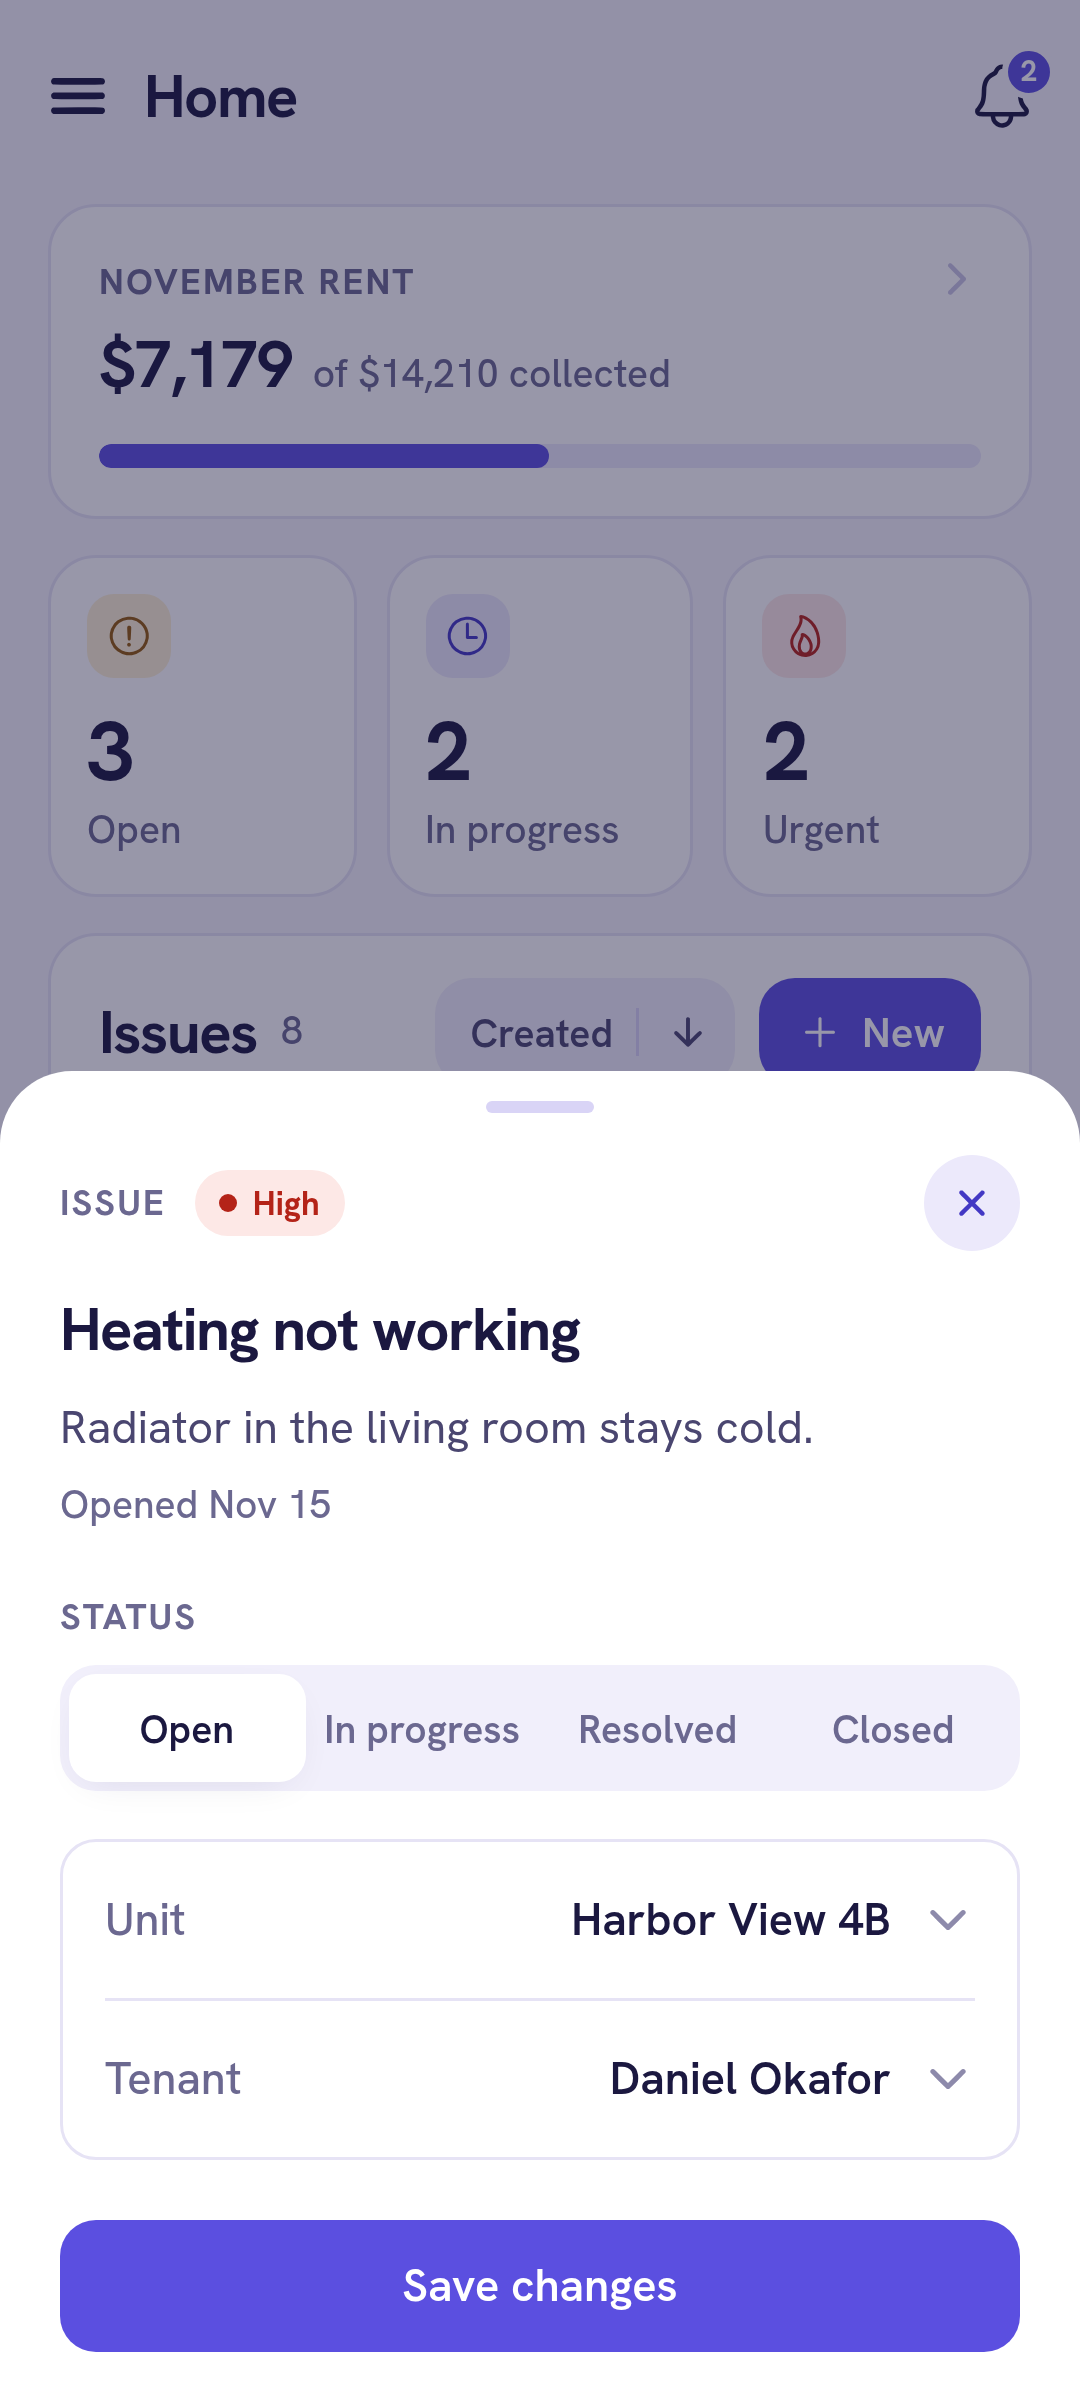 Home
2
NOVEMBER RENT
$7,179 of $14,210 collected
3
Open
2
In progress
2
Urgent
Issues 8
Created
New
ISSUE
High
Heating not working
Radiator in the living room stays cold.
Opened Nov 15
STATUS
Open In progress Resolved Closed
Unit Harbor View 4B
Tenant Daniel Okafor
Save changes